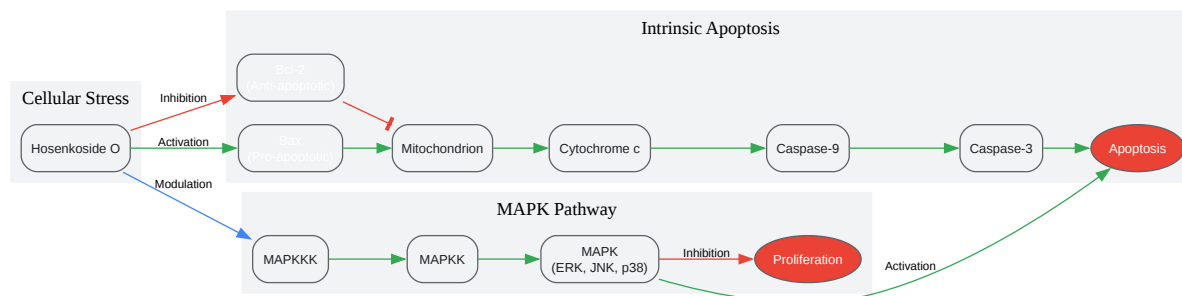 Intrinsic Apoptosis
Cellular Stress
Hosenkoside O
Inhibition
Activation
Modulation
Bcl-2
(Anti-apoptotic)
Bax
(Pro-apoptotic)
Mitochondrion
Cytochrome c
Caspase-9
Caspase-3
Apoptosis
MAPK Pathway
MAPKKK
MAPKK
MAPK
(ERK, JNK, p38)
Inhibition
Proliferation
Activation